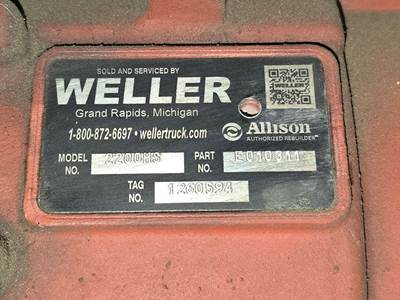 SOLD AND SERVICED BY
WELLER
Grand Rapids, Michigan
1-800-872-6697 • wellertruck.com
WELLER
Allison
AUTHORIZED REBUILDER
MODEL NO. 2200HS
PART NO. E010311
TAG NO. 1260594